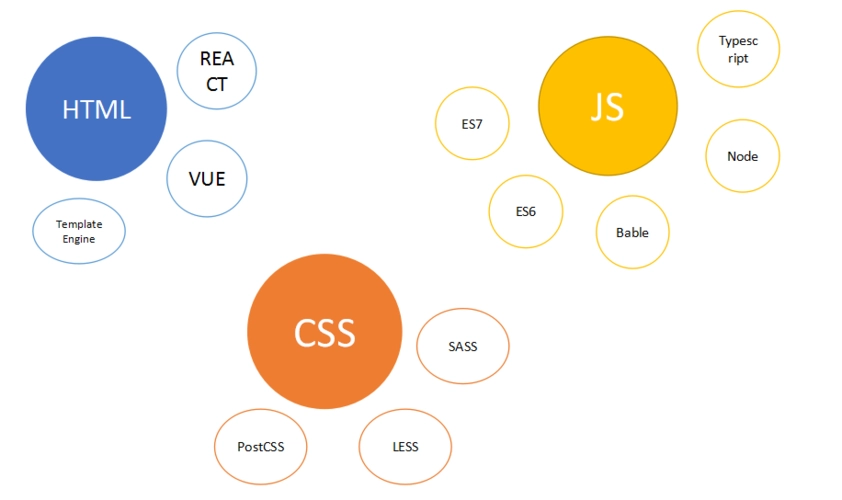 HTML
REA
CT
VUE
Template
Engine
JS
Typesc
ript
ES7
Node
ES6
Bable
CSS
SASS
PostCSS
LESS